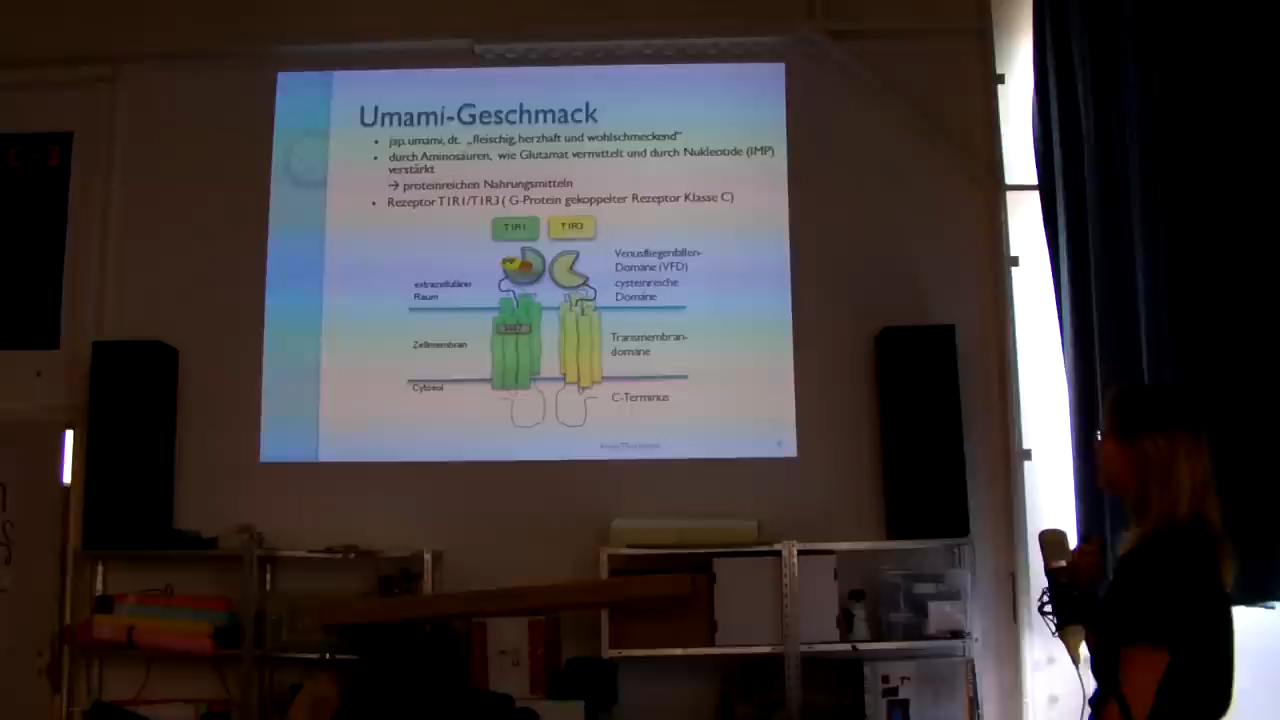 Umami-Geschmack
• jap. umami, dt. „fleischig, herzhaft und wohlschmeckend"
• durch Aminosäuren, wie Glutamat vermittelt und durch Nukleotide (IMP)
verstärkt
→ proteinreichen Nahrungsmitteln
• Rezeptor T1R1/T1R3 ( G-Protein gekoppelter Rezeptor Klasse C)
T1R1 T1R3
Venusfliegenfallen-
Domäne (VFD)
extrazellulärer
Raum
cysteinreiche
Domäne
Zellmembran
Transmembran-
domäne
Cytosol
C-Terminus